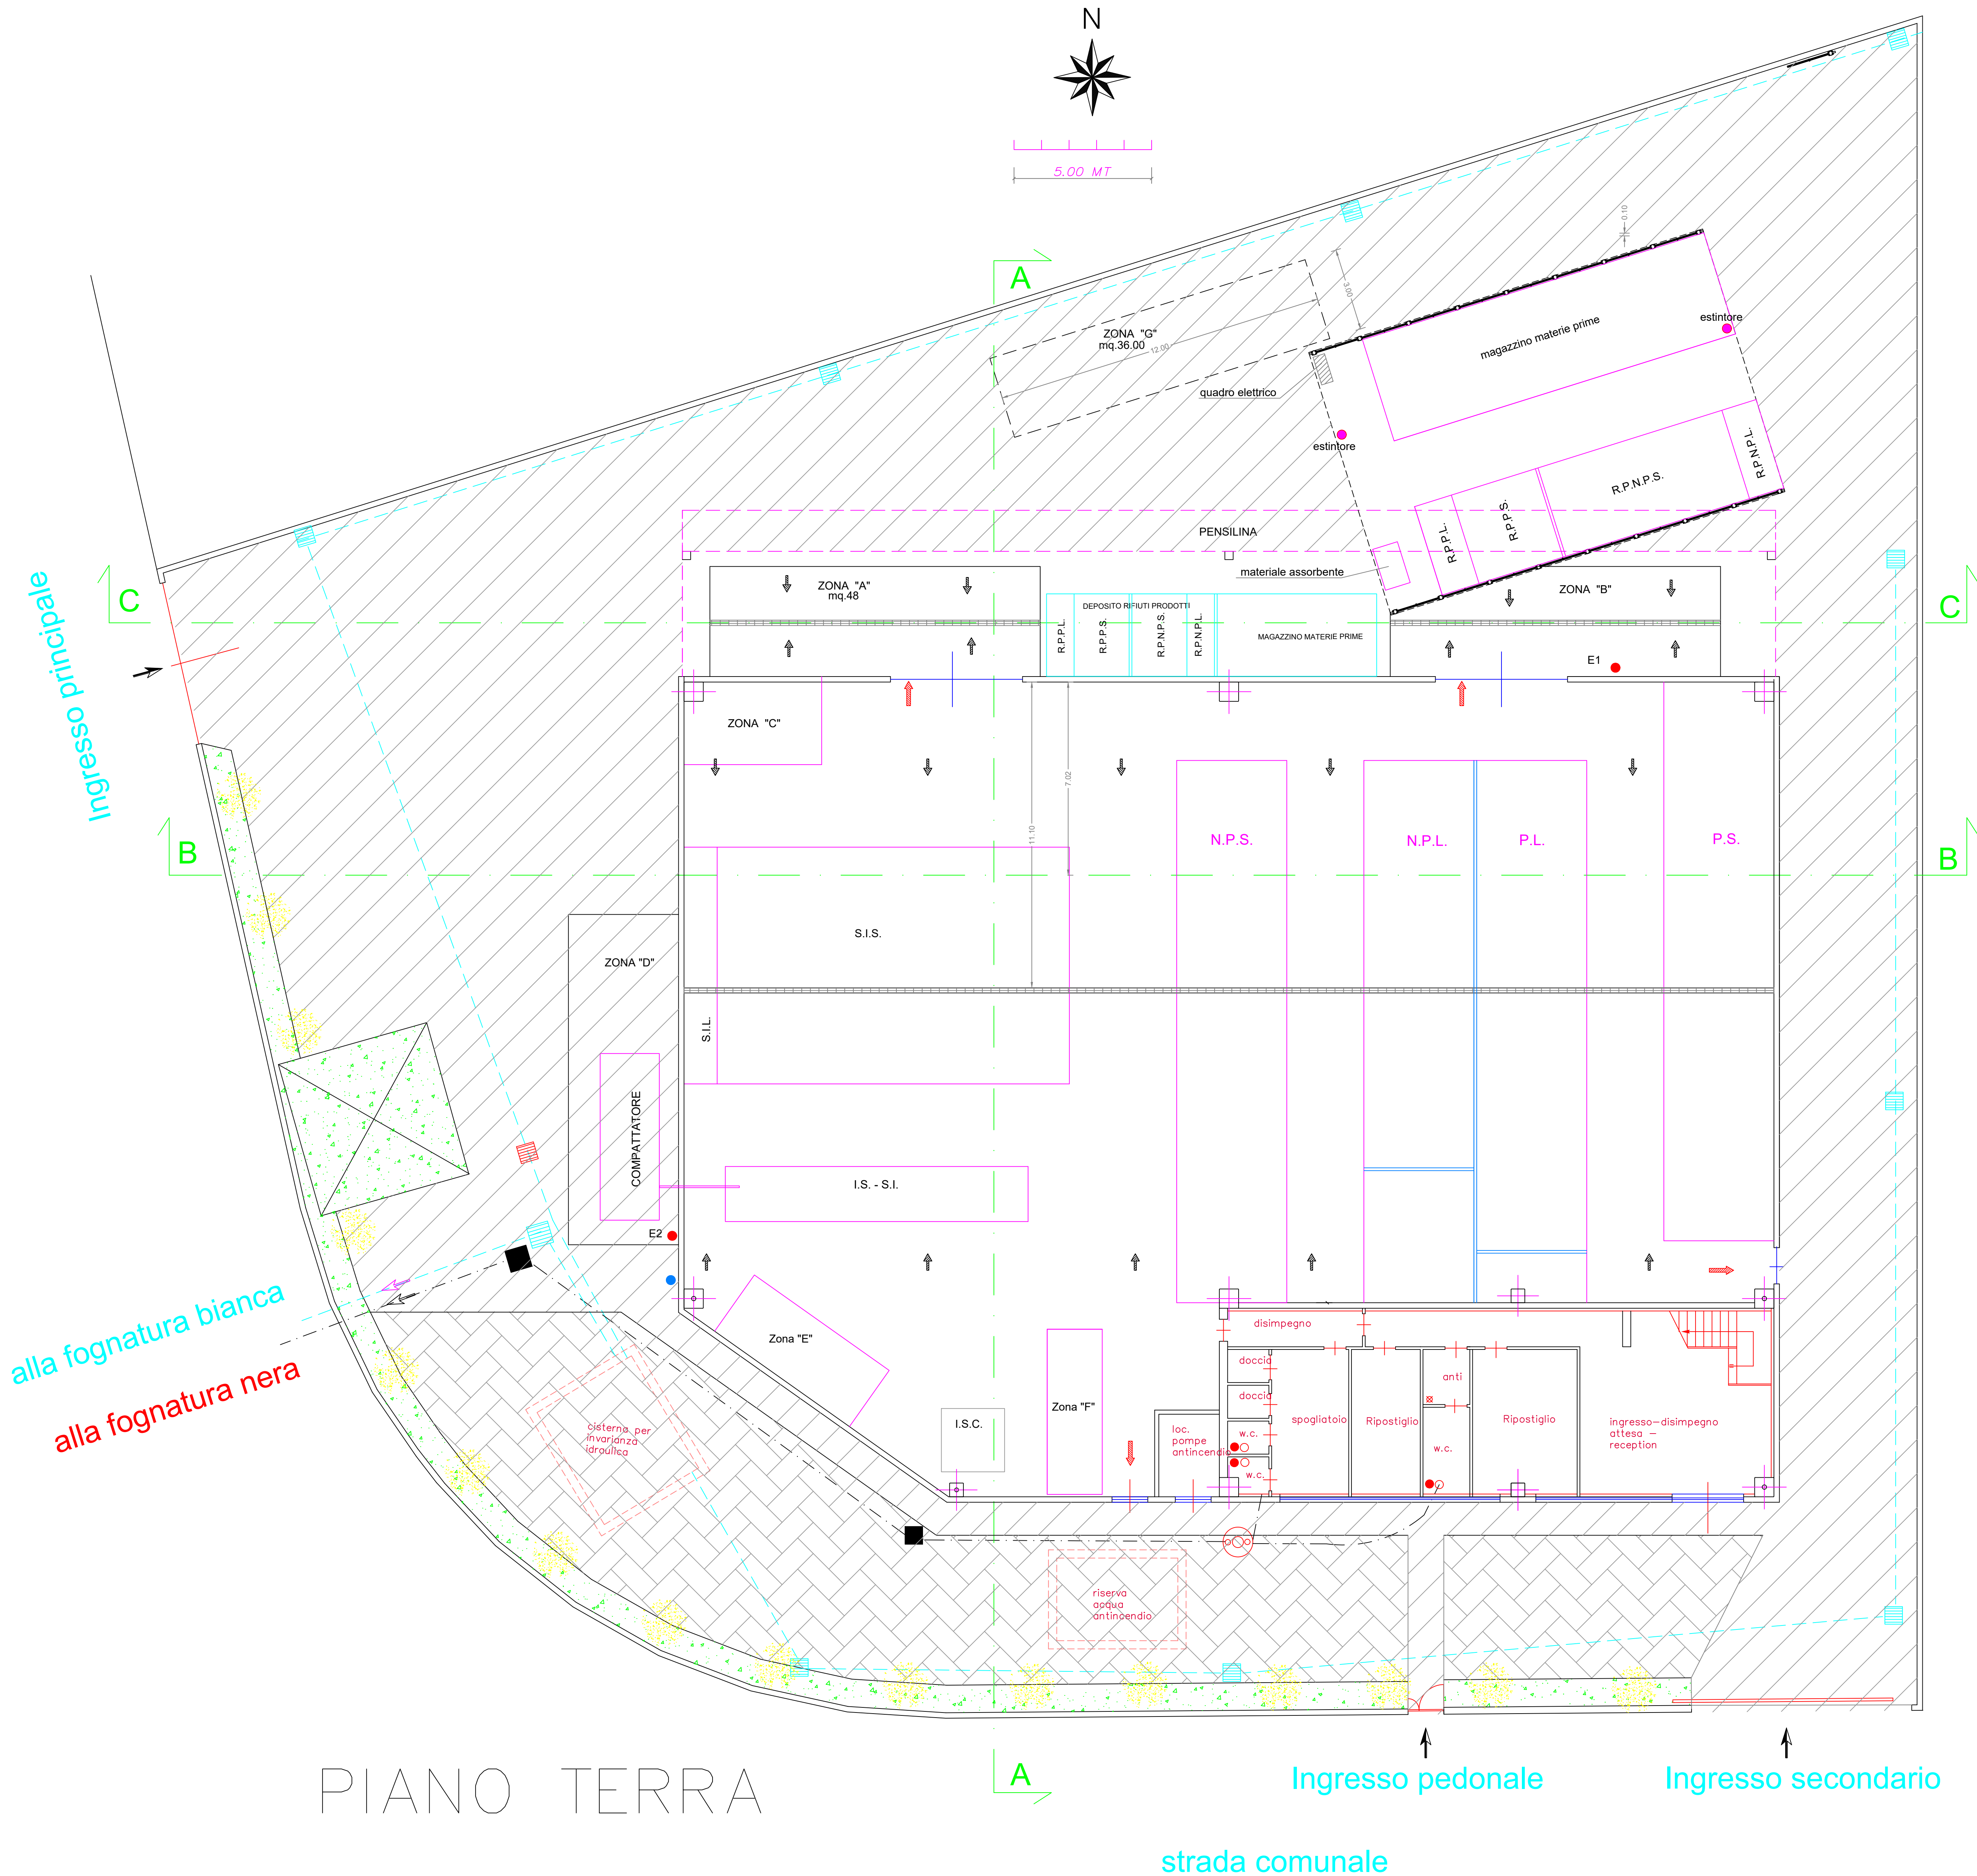 N
5.00 MT
0.10
A
ZONA "G"
mq.36.00
12.00
3.00
magazzino materie prime
estintore
quadro elettrico
estintore
R.P.N.L.
R.P.N.P.S.
R.P.P.S.
R.P.P.L.
PENSILINA
materiale assorbente
Ingresso principale
C
ZONA "A"
mq.48
DEPOSITO RIFIUTI PRODOTTI
R.P.P.L.
R.P.P.S.
R.P.N.P.S.
R.P.N.P.L.
MAGAZZINO MATERIE PRIME
ZONA "B"
C
E1
ZONA "C"
7.02
11.10
B
N.P.S.
N.P.L.
P.L.
P.S.
B
S.I.S.
ZONA "D"
S.I.L.
COMPATTATORE
I.S. - S.I.
E2
alla fognatura bianca
alla fognatura nera
Zona "E"
disimpegno
doccia
doccia
anti
Zona "F"
I.S.C.
loc.
pompe
antincendio
w.c.
w.c.
spogliatoio
Ripostiglio
w.c.
Ripostiglio
ingresso-disimpegno
attesa -
reception
cisterna per
invarianza
idraulica
riserva
acqua
antincendio
A
PIANO TERRA
Ingresso pedonale
Ingresso secondario
strada comunale